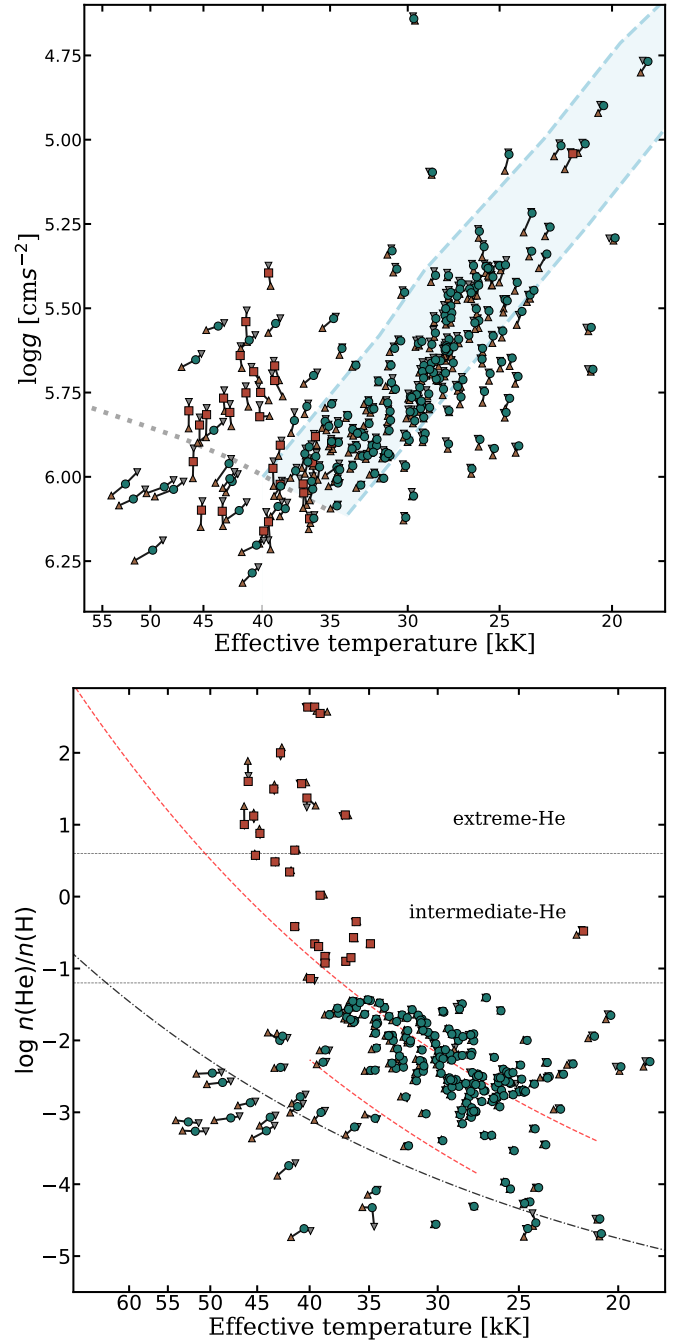 4.75
5.00
5.25
5.50
5.75
6.00
6.25
logg [cms⁻²]
55 50 45 40 35 30 25 20
Effective temperature [kK]
2
1
0
−1
−2
−3
−4
−5
log n(He)/n(H)
extreme-He
intermediate-He
60 55 50 45 40 35 30 25 20
Effective temperature [kK]